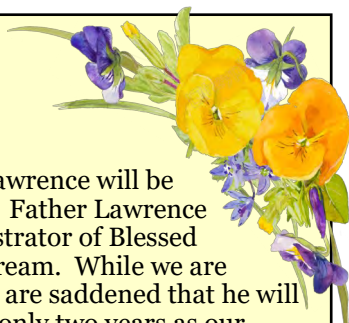 awrence will be
Father Lawrence
strator of Blessed
ream. While we are
are saddened that he will
only two years as our